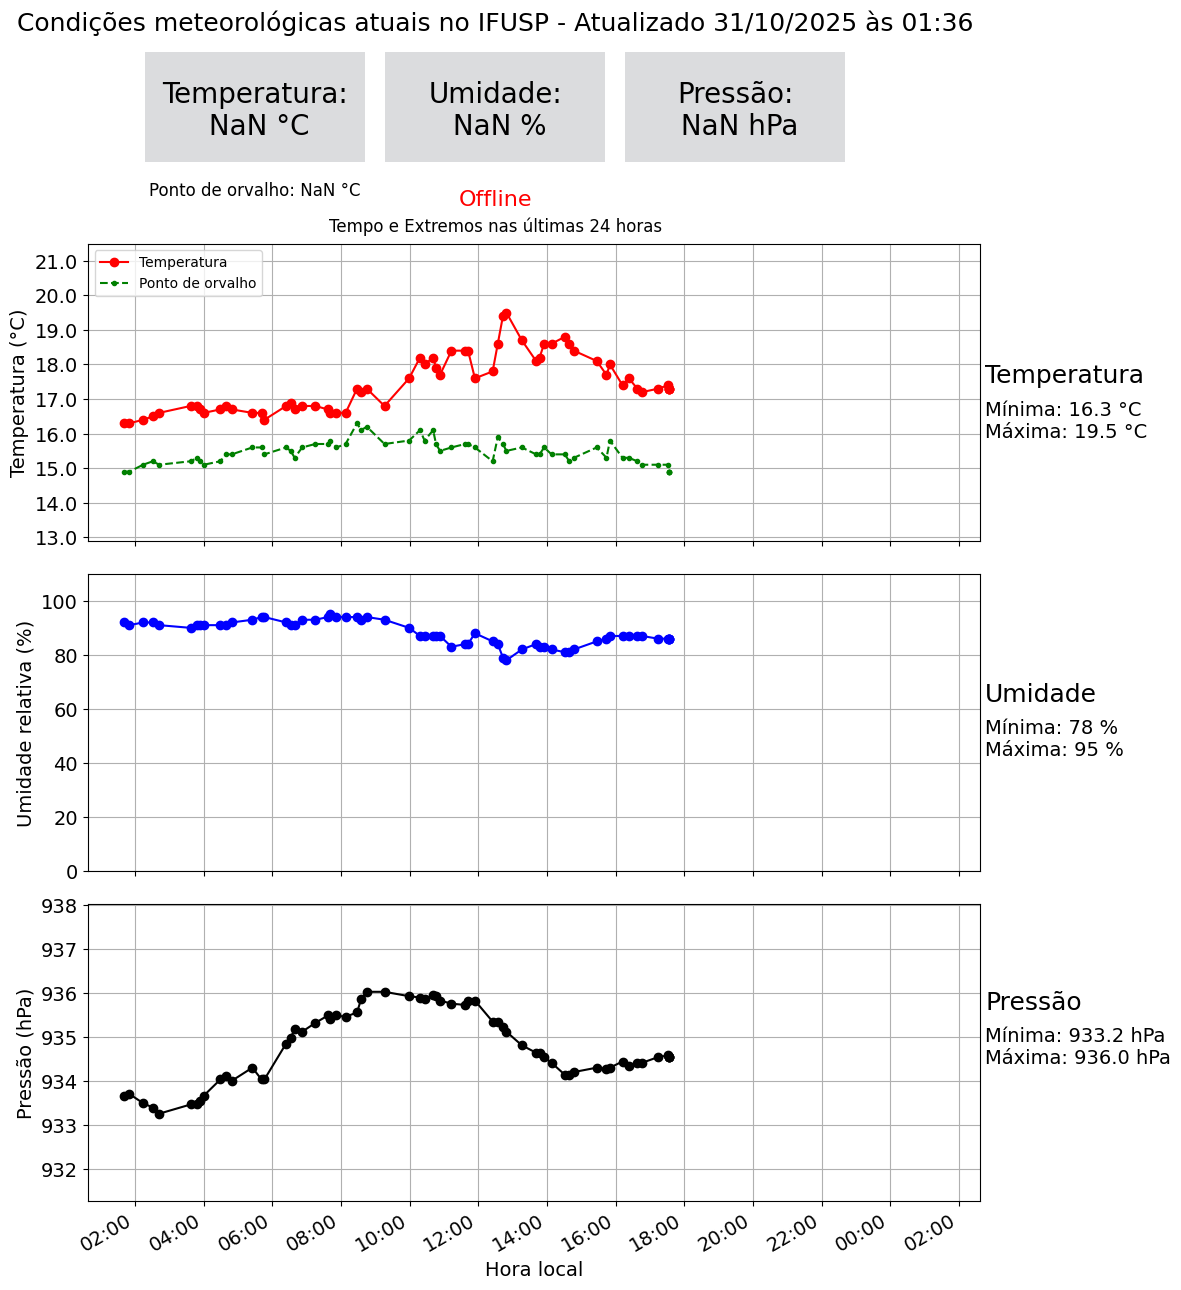 Condições meteorológicas atuais no IFUSP - Atualizado 31/10/2025 às 01:36
Temperatura:
NaN °C
Umidade:
NaN %
Pressão:
NaN hPa
Ponto de orvalho: NaN °C
Offline
Tempo e Extremos nas últimas 24 horas
Temperatura
Ponto de orvalho
Temperatura (°C)
21.0
20.0
19.0
18.0
17.0
16.0
15.0
14.0
13.0
Temperatura
Mínima: 16.3 °C
Máxima: 19.5 °C
Umidade relativa (%)
100
80
60
40
20
0
Umidade
Mínima: 78 %
Máxima: 95 %
Pressão (hPa)
938
937
936
935
934
933
932
Pressão
Mínima: 933.2 hPa
Máxima: 936.0 hPa
02:00 04:00 06:00 08:00 10:00 12:00 14:00 16:00 18:00 20:00 22:00 00:00 02:00
Hora local